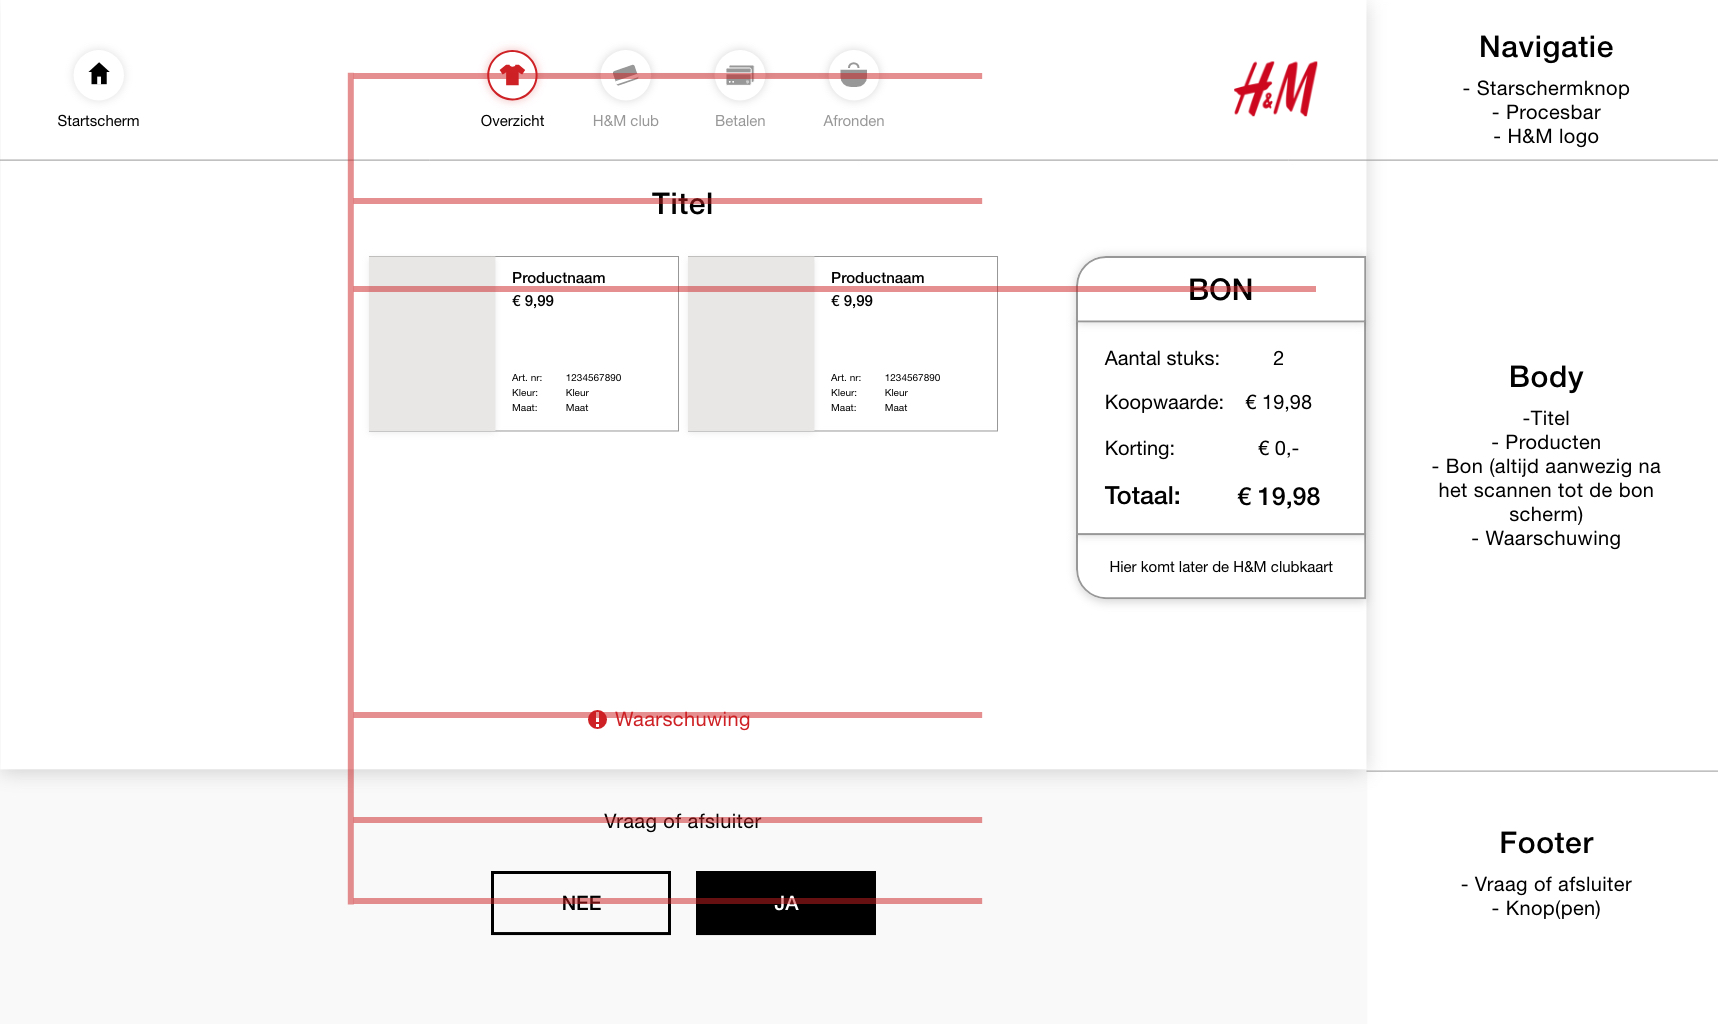 Startscherm
Overzicht
H&M club
Betalen
Afronden
H&M
Navigatie
- Starschermknop
- Procesbar
- H&M logo
Titel
Productnaam
€ 9,99
Art. nr: 1234567890
Kleur: Kleur
Maat: Maat
Productnaam
€ 9,99
Art. nr: 1234567890
Kleur: Kleur
Maat: Maat
BON
Aantal stuks: 2
Koopwaarde: € 19,98
Korting: € 0,-
Totaal: € 19,98
Hier komt later de H&M clubkaart
Body
-Titel
- Producten
- Bon (altijd aanwezig na
het scannen tot de bon
scherm)
- Waarschuwing
Waarschuwing
Vraag of afsluiter
NEE
JA
Footer
- Vraag of afsluiter
- Knop(pen)